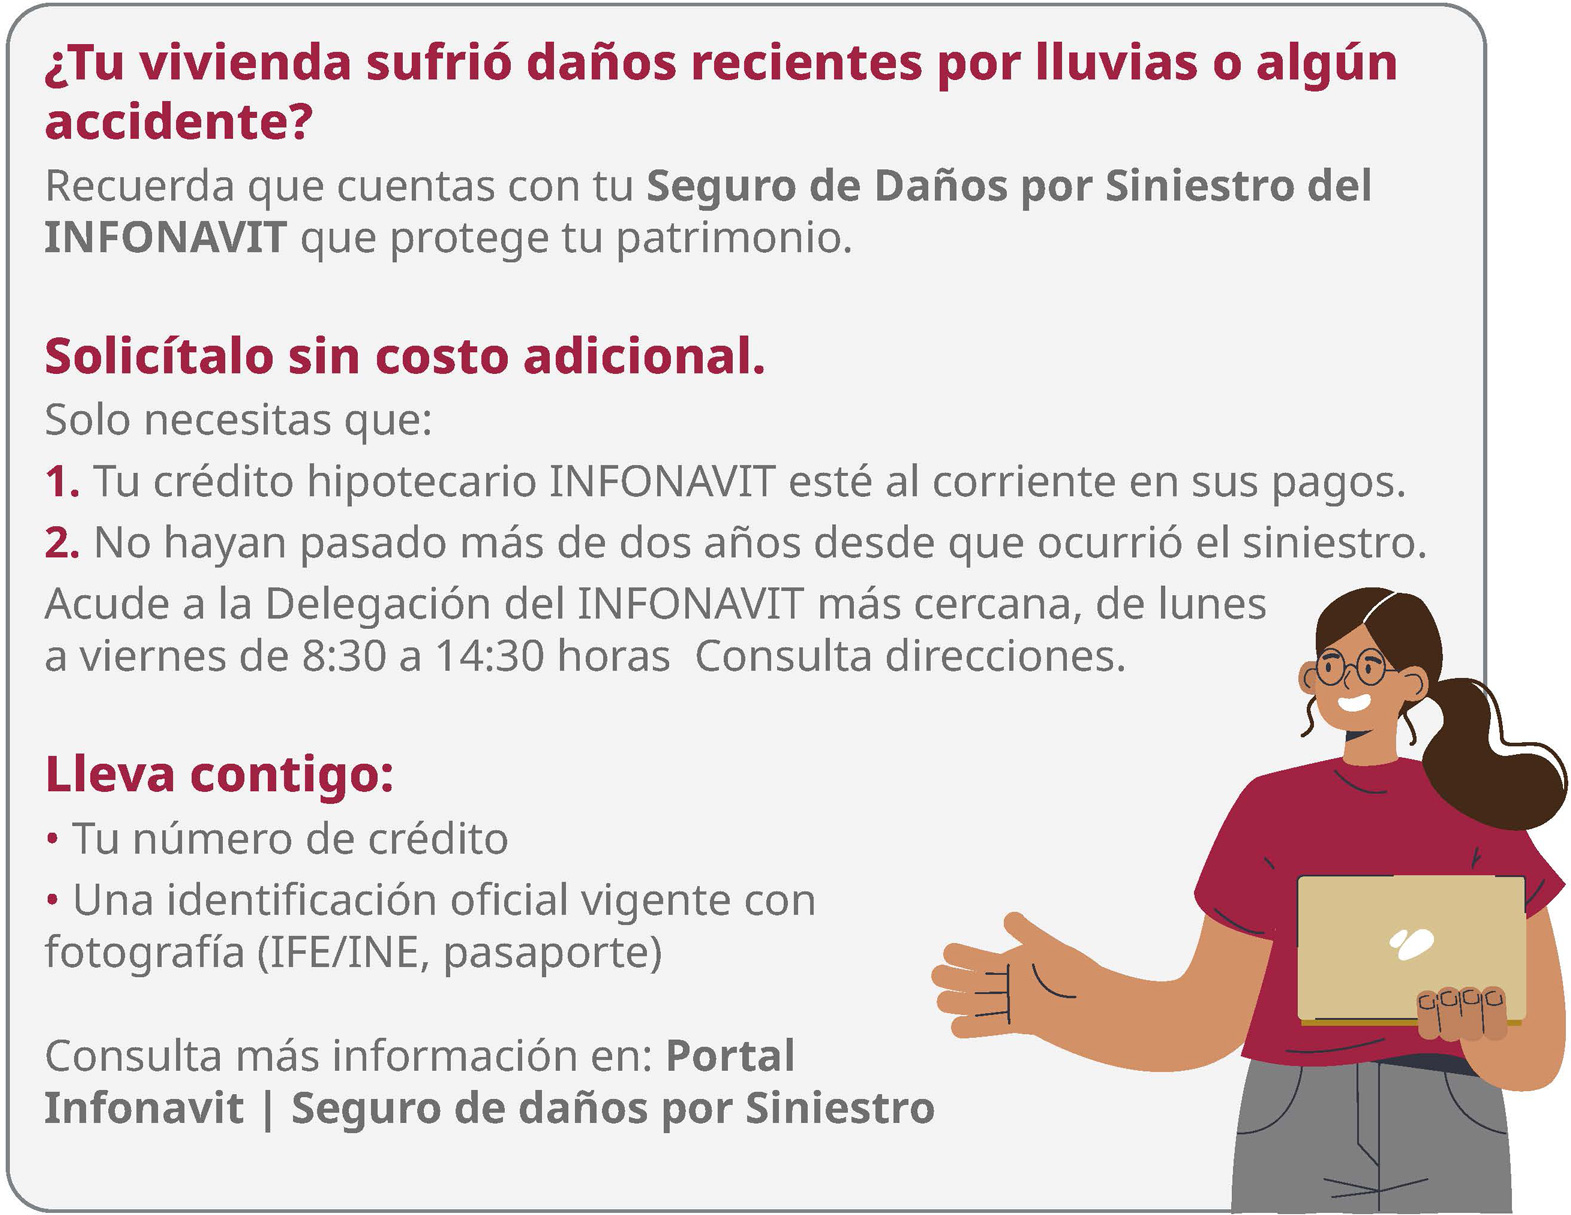 ¿Tu vivienda sufrió daños recientes por lluvias o algún
accidente?
Recuerda que cuentas con tu Seguro de Daños por Siniestro del
INFONAVIT que protege tu patrimonio.
Solicítalo sin costo adicional.
Solo necesitas que:
1. Tu crédito hipotecario INFONAVIT esté al corriente en sus pagos.
2. No hayan pasado más de dos años desde que ocurrió el siniestro.
Acude a la Delegación del INFONAVIT más cercana, de lunes
a viernes de 8:30 a 14:30 horas  Consulta direcciones.
Lleva contigo:
• Tu número de crédito
• Una identificación oficial vigente con
fotografía (IFE/INE, pasaporte)
Consulta más información en: Portal
Infonavit | Seguro de daños por Siniestro